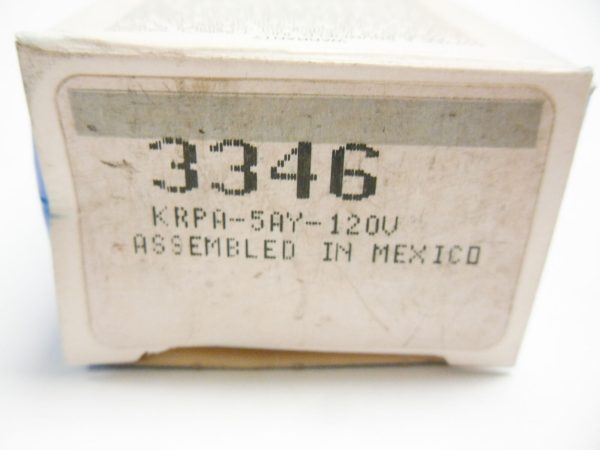 3346
KRPA-5AY-120V
ASSEMBLED IN MEXICO